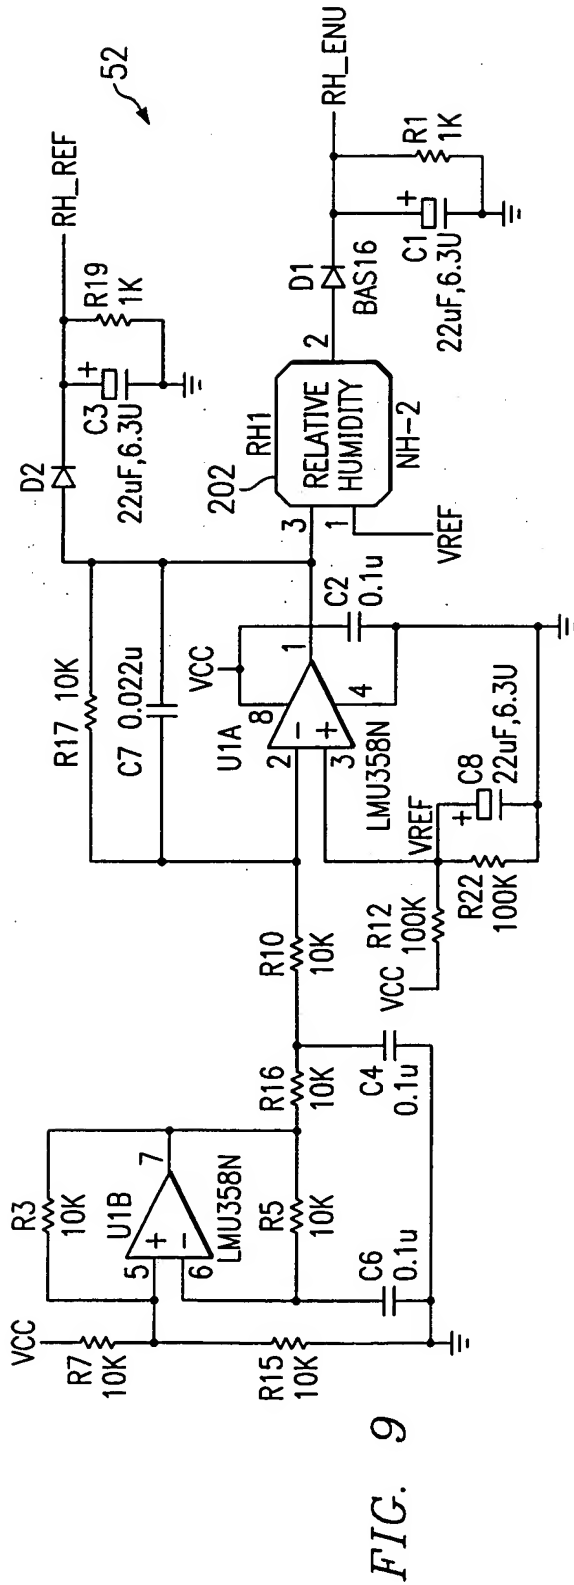 52
VCC
R7
10K
R15
10K
R3
10K
5
6
+
−
U1B
7
LMU358N
R5
10K
C6
0.1u
R16
10K
C4
0.1u
R10
10K
R17 10K
C7 0.022u
VCC
U1A
8
2
3
−
+
1
4
LMU358N
C2
0.1u
VCC
R12
100K
VREF
R22
100K
+
C8
22uF,6.3U
D2
+
C3
22uF,6.3U
R19
1K
RH_REF
202
RH1
3
1
RELATIVE
HUMIDITY
NH-2
2
VREF
D1
BAS16
+
C1
22uF,6.3U
R1
1K
RH_ENU
FIG. 9